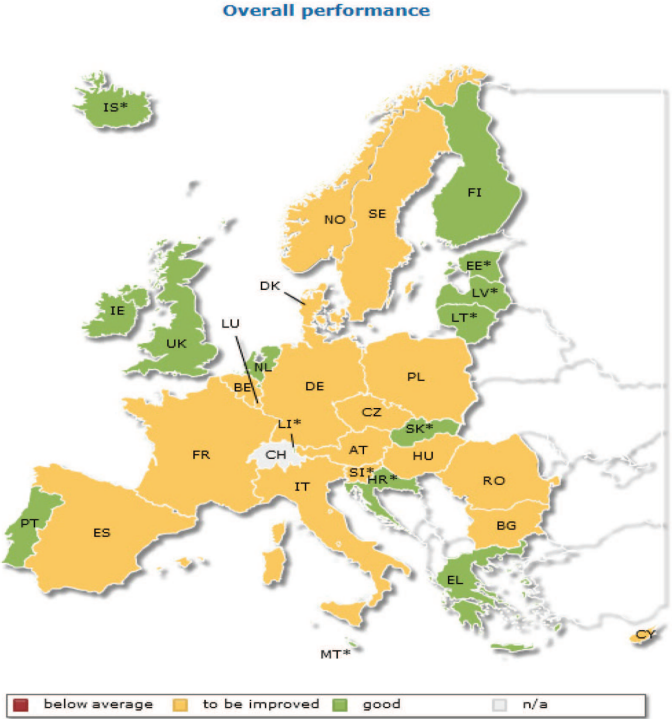 Overall performance
IS*
FI
NO
SE
EE*
LV*
LT*
DK
IE
LU
UK
NL
BE
DE
PL
CZ
LI*
SK*
FR
CH
AT
HU
SI*
HR*
IT
RO
PT
ES
BG
EL
CY
MT*
below average to be improved good n/a